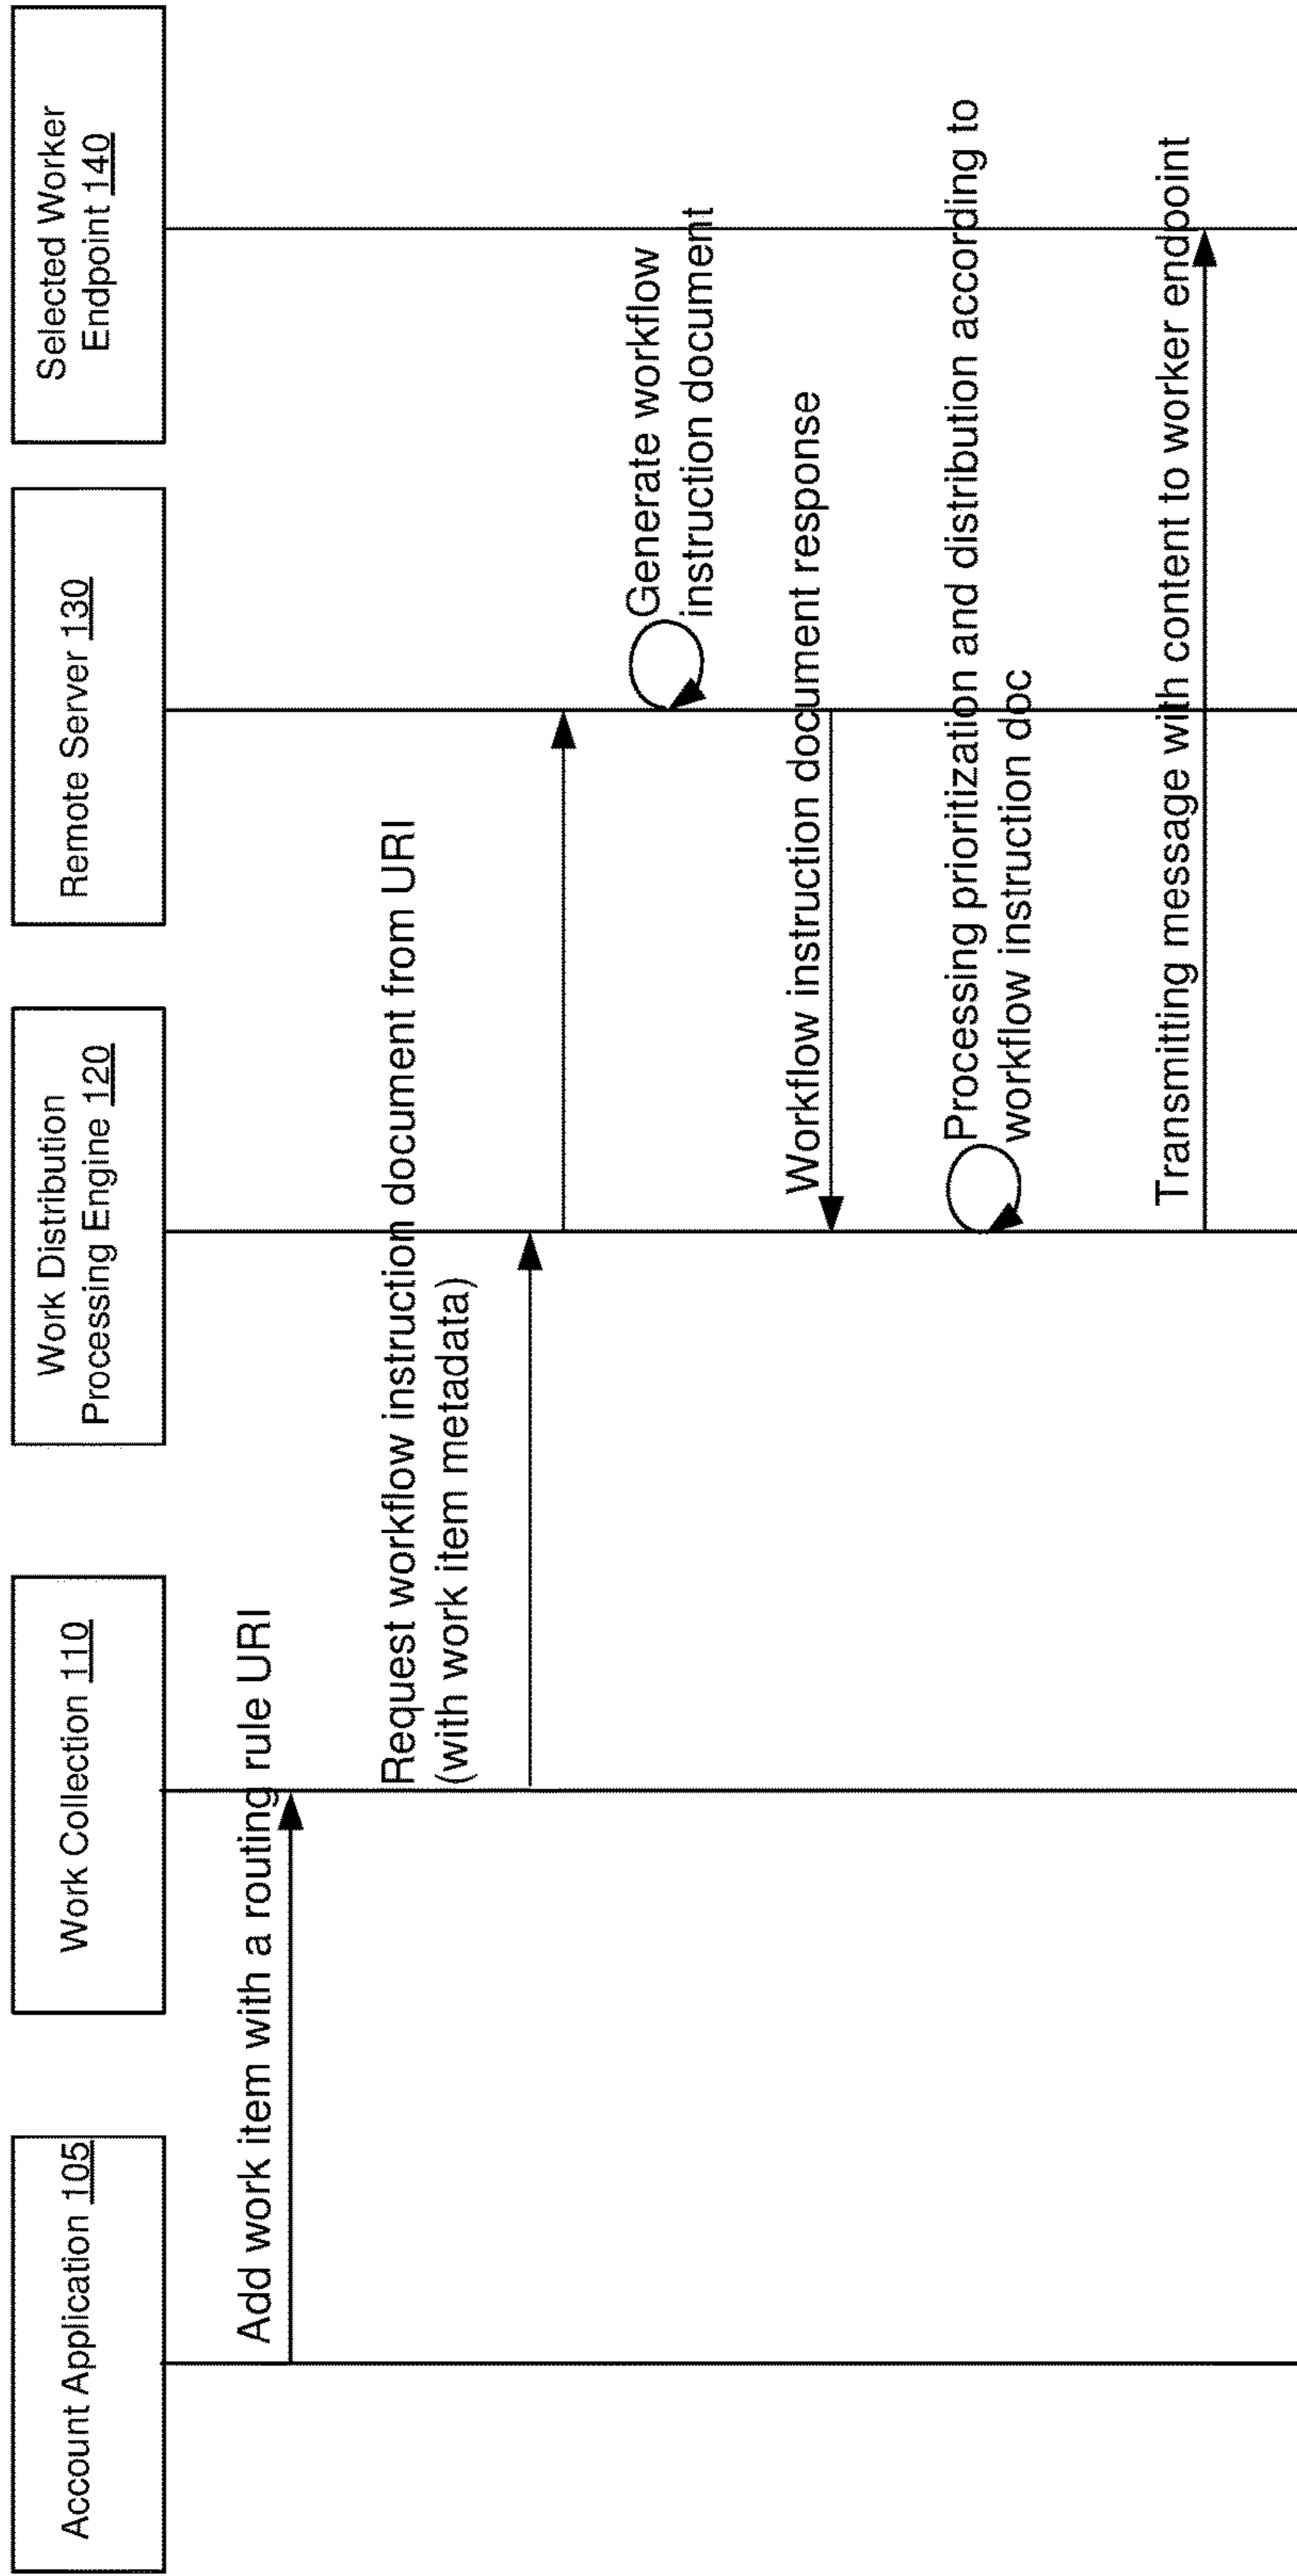 Account Application 105
Work Collection 110
Work Distribution
Processing Engine 120
Remote Server 130
Selected Worker
Endpoint 140
Add work item with a routing rule URI
Request workflow instruction document from URI
(with work item metadata)
Generate workflow
instruction document
Workflow instruction document response
Processing prioritization and distribution according to
workflow instruction doc
Transmitting message with content to worker endpoint